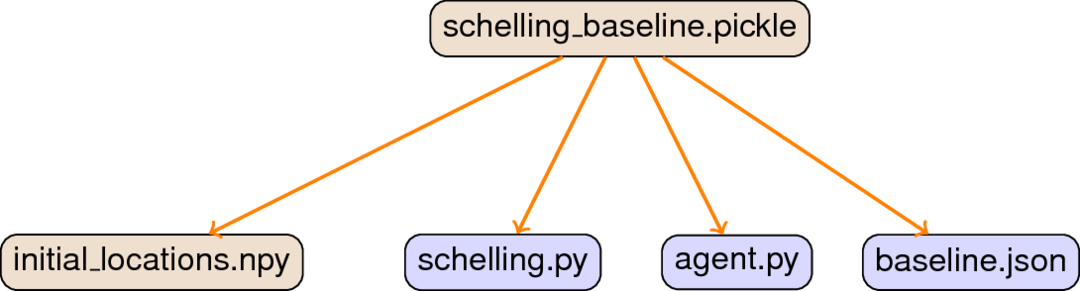 schelling_baseline.pickle
initial_locations.npy
schelling.py
agent.py
baseline.json